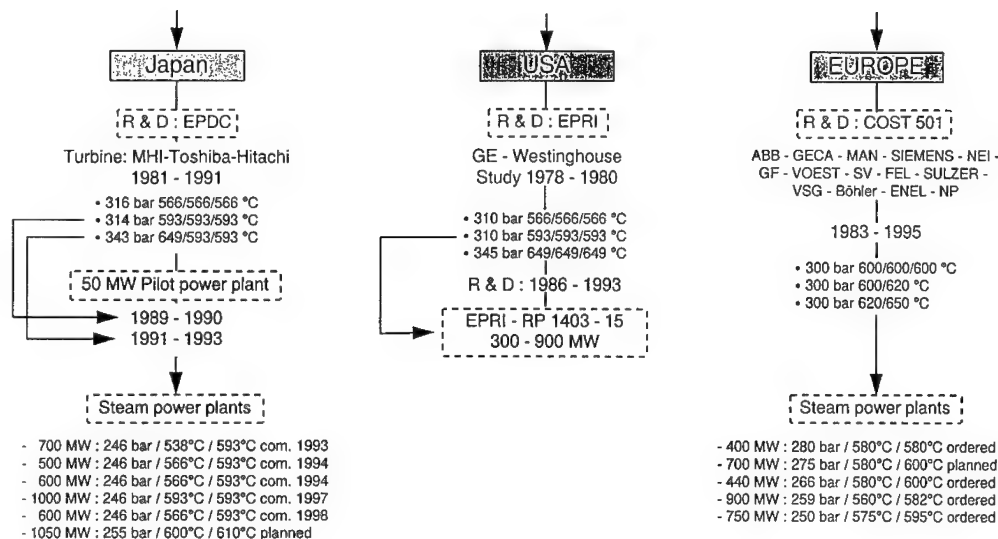 Japan
R & D : EPDC
Turbine: MHI-Toshiba-Hitachi
1981 - 1991
• 316 bar 566/566/566 °C
• 314 bar 593/593/593 °C
• 343 bar 649/593/593 °C
50 MW Pilot power plant
1989 - 1990
1991 - 1993
Steam power plants
- 700 MW : 246 bar / 538°C / 593°C com. 1993
- 500 MW : 246 bar / 566°C / 593°C com. 1994
- 600 MW : 246 bar / 566°C / 593°C com. 1994
- 1000 MW : 246 bar / 593°C / 593°C com. 1997
- 600 MW : 246 bar / 566°C / 593°C com. 1998
- 1050 MW : 255 bar / 600°C / 610°C planned
USA
R & D : EPRI
GE - Westinghouse
Study 1978 - 1980
• 310 bar 566/566/566 °C
• 310 bar 593/593/593 °C
• 345 bar 649/649/649 °C
R & D : 1986 - 1993
EPRI - RP 1403 - 15
300 - 900 MW
EUROPE
R & D : COST 501
ABB - GECA - MAN - SIEMENS - NEI -
GF - VOEST - SV - FEL - SULZER -
VSG - Böhler - ENEL - NP
1983 - 1995
• 300 bar 600/600/600 °C
• 300 bar 600/620 °C
• 300 bar 620/650 °C
Steam power plants
- 400 MW : 280 bar / 580°C / 580°C ordered
- 700 MW : 275 bar / 580°C / 600°C planned
- 440 MW : 266 bar / 580°C / 600°C ordered
- 900 MW : 259 bar / 560°C / 582°C ordered
- 750 MW : 250 bar / 575°C / 595°C ordered